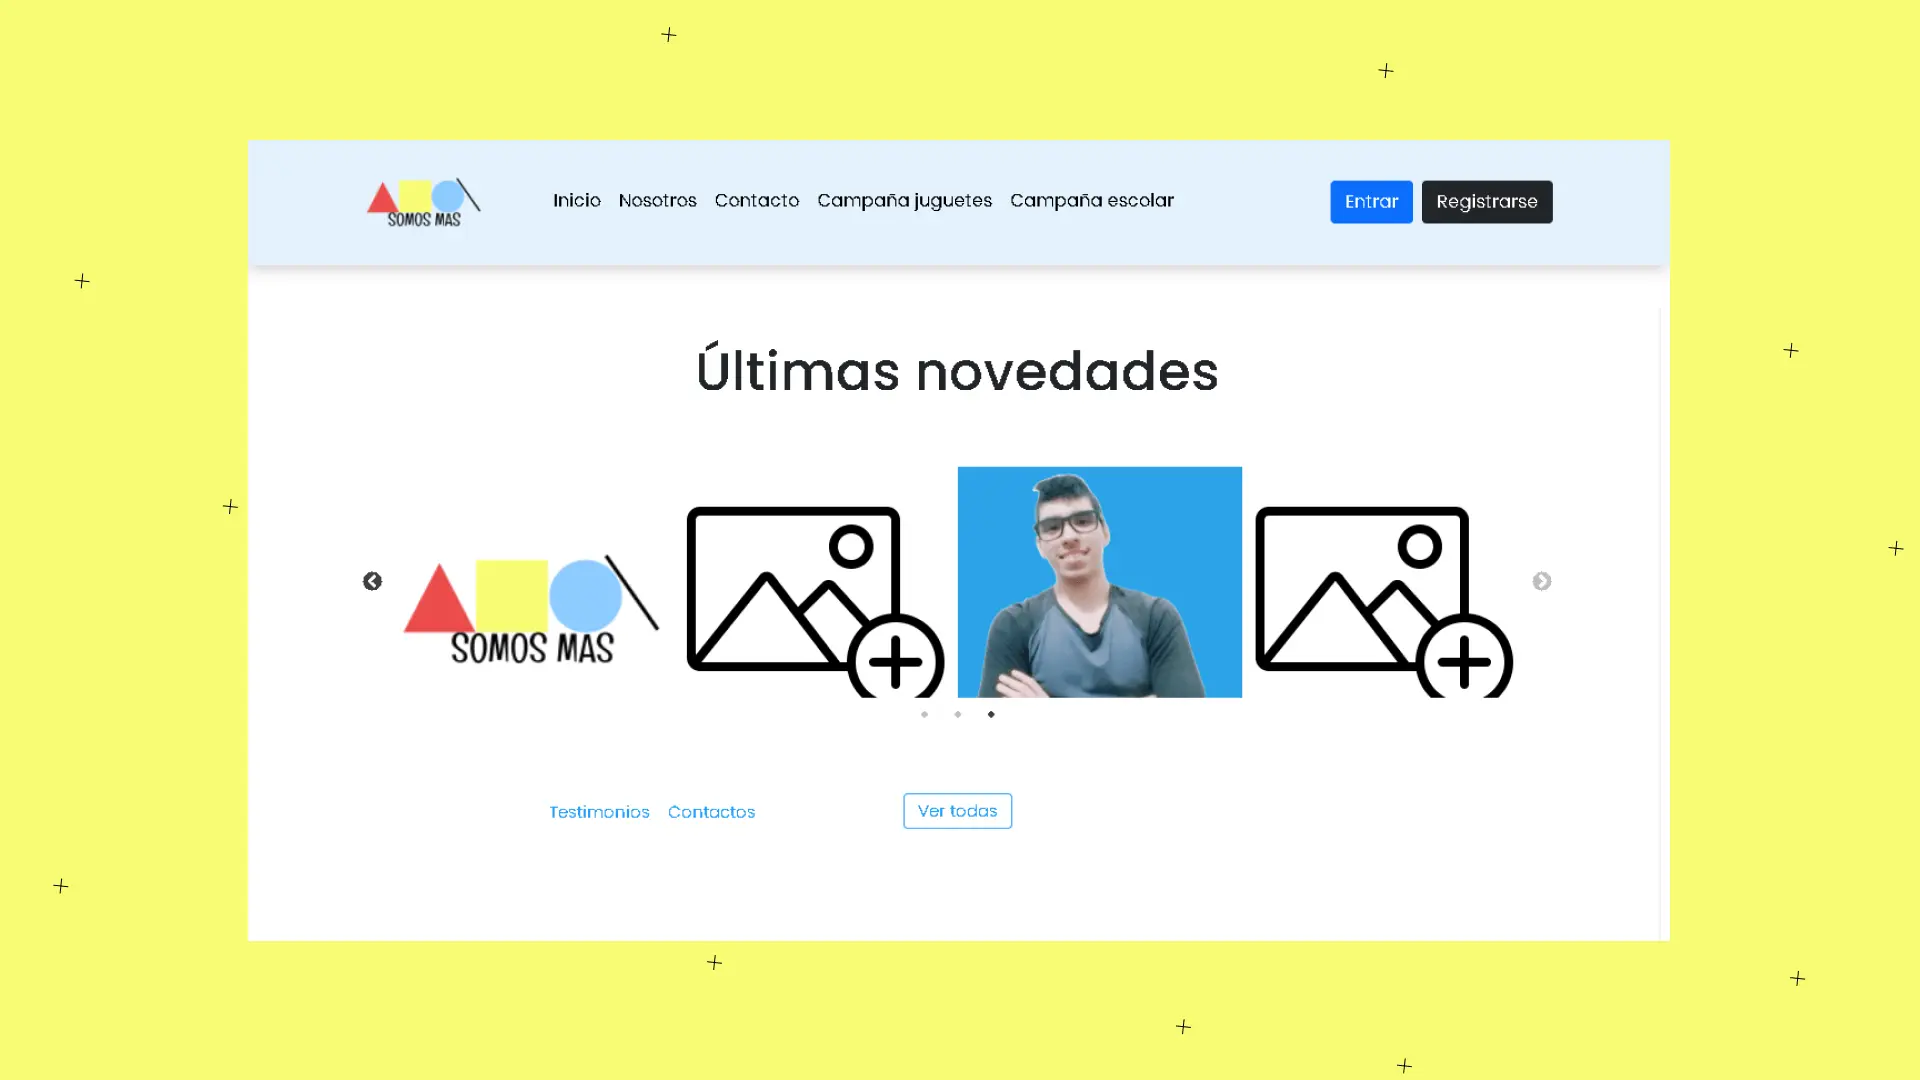 SOMOS MAS
Inicio Nosotros Contacto Campaña juguetes Campaña escolar
Entrar Registrarse
Últimas novedades
SOMOS MAS
Testimonios Contactos Ver todas